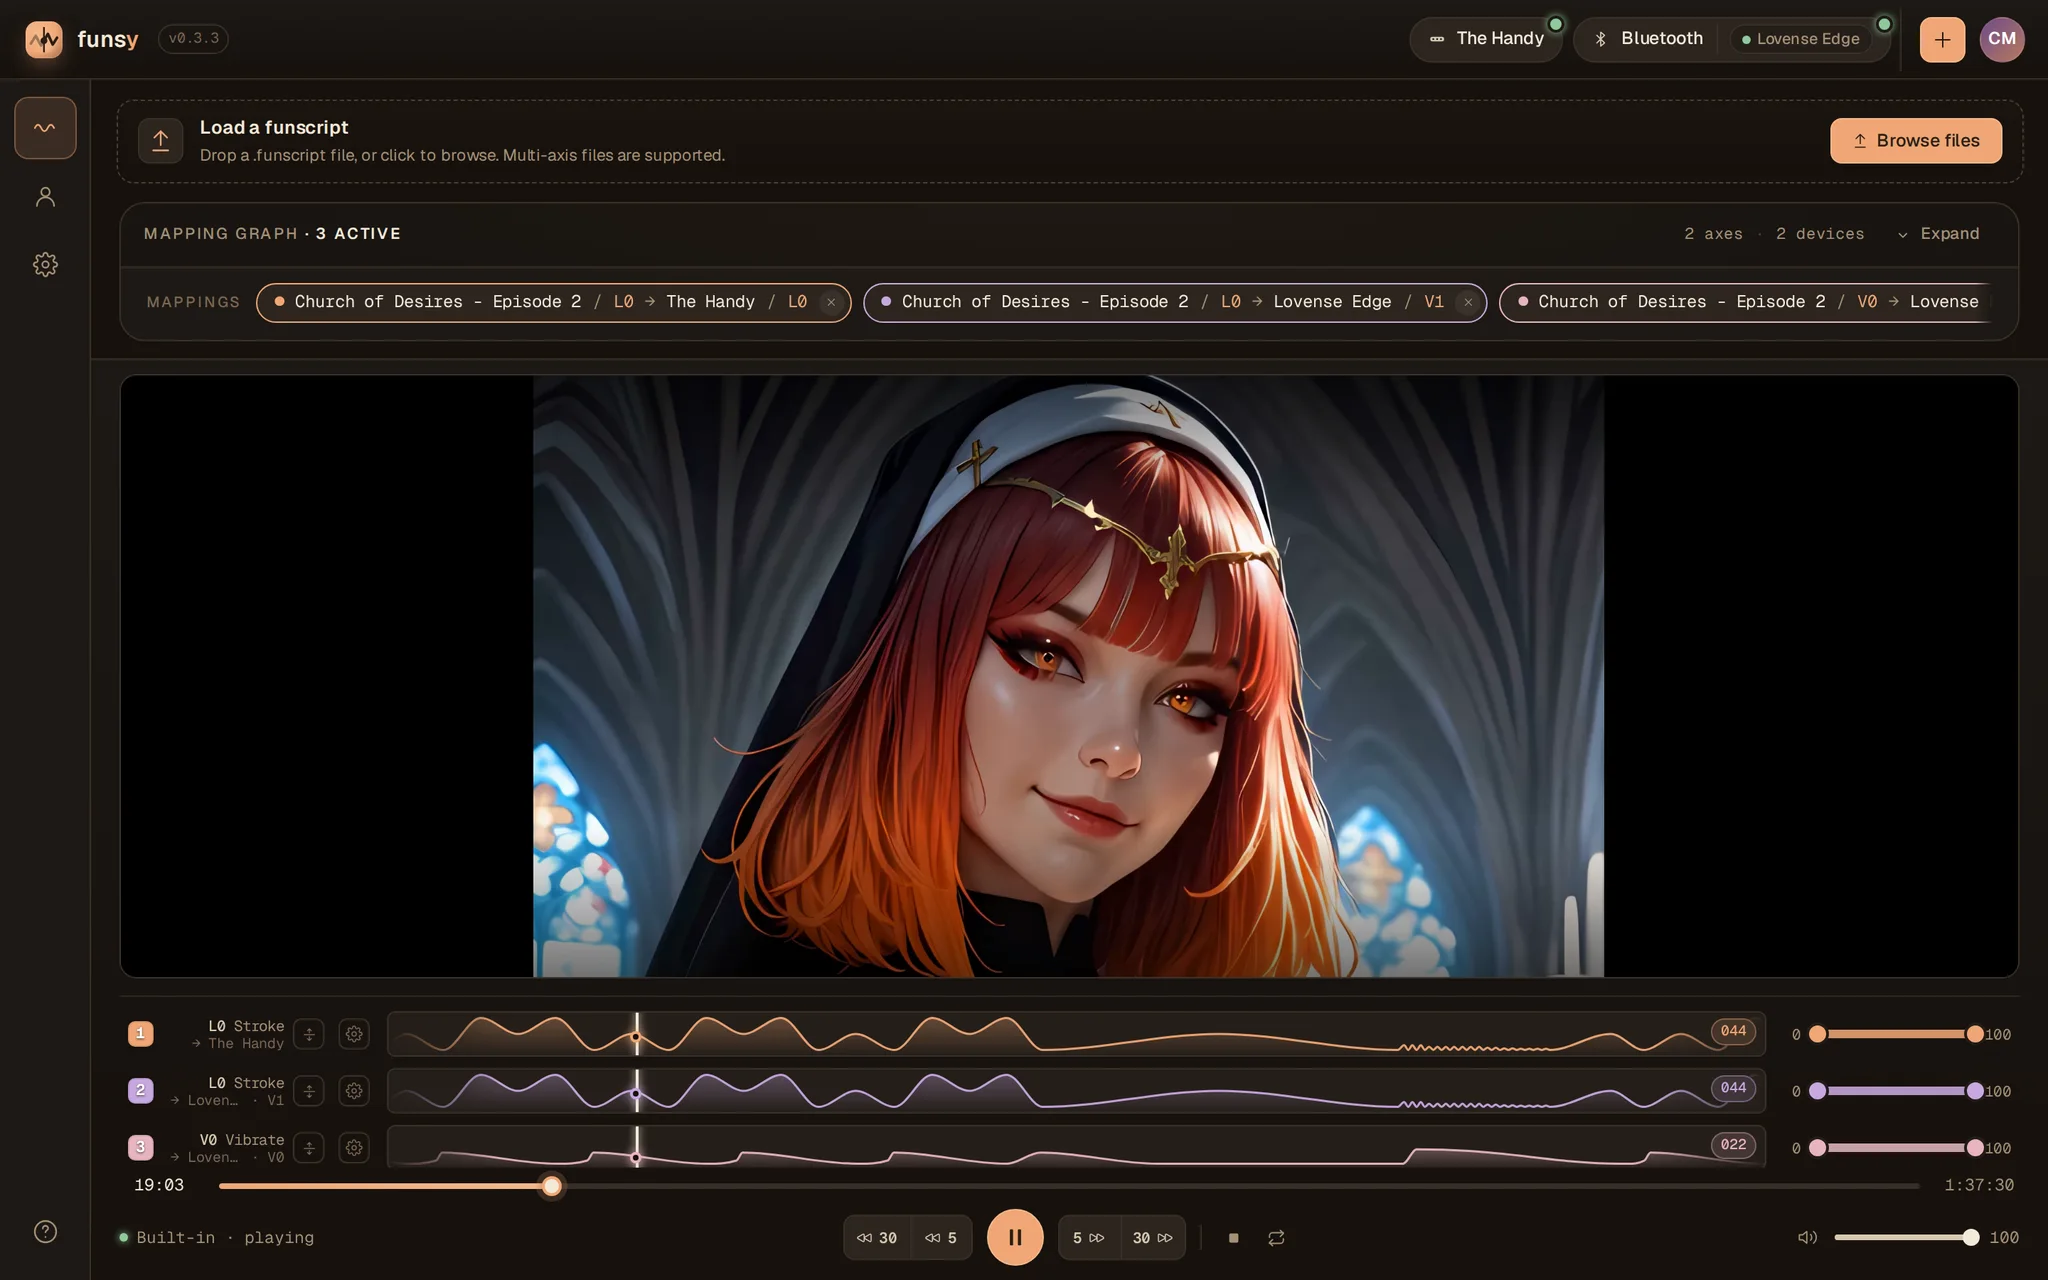 funsy v0.3.3 The Handy Bluetooth Lovense Edge CM
Load a funscript
Drop a .funscript file, or click to browse. Multi-axis files are supported.
Browse files
MAPPING GRAPH · 3 ACTIVE 2 axes · 2 devices Expand
MAPPINGS Church of Desires - Episode 2 / L0 → The Handy / L0 × Church of Desires - Episode 2 / L0 → Lovense Edge / V1 × Church of Desires - Episode 2 / V0 → Lovense
1 L0 Stroke
→ The Handy
044 0 100
2 L0 Stroke
→ Loven… · V1
044 0 100
3 V0 Vibrate
→ Loven… · V0
022 0 100
19:03 1:37:30
Built-in · playing 30 5 5 30 100